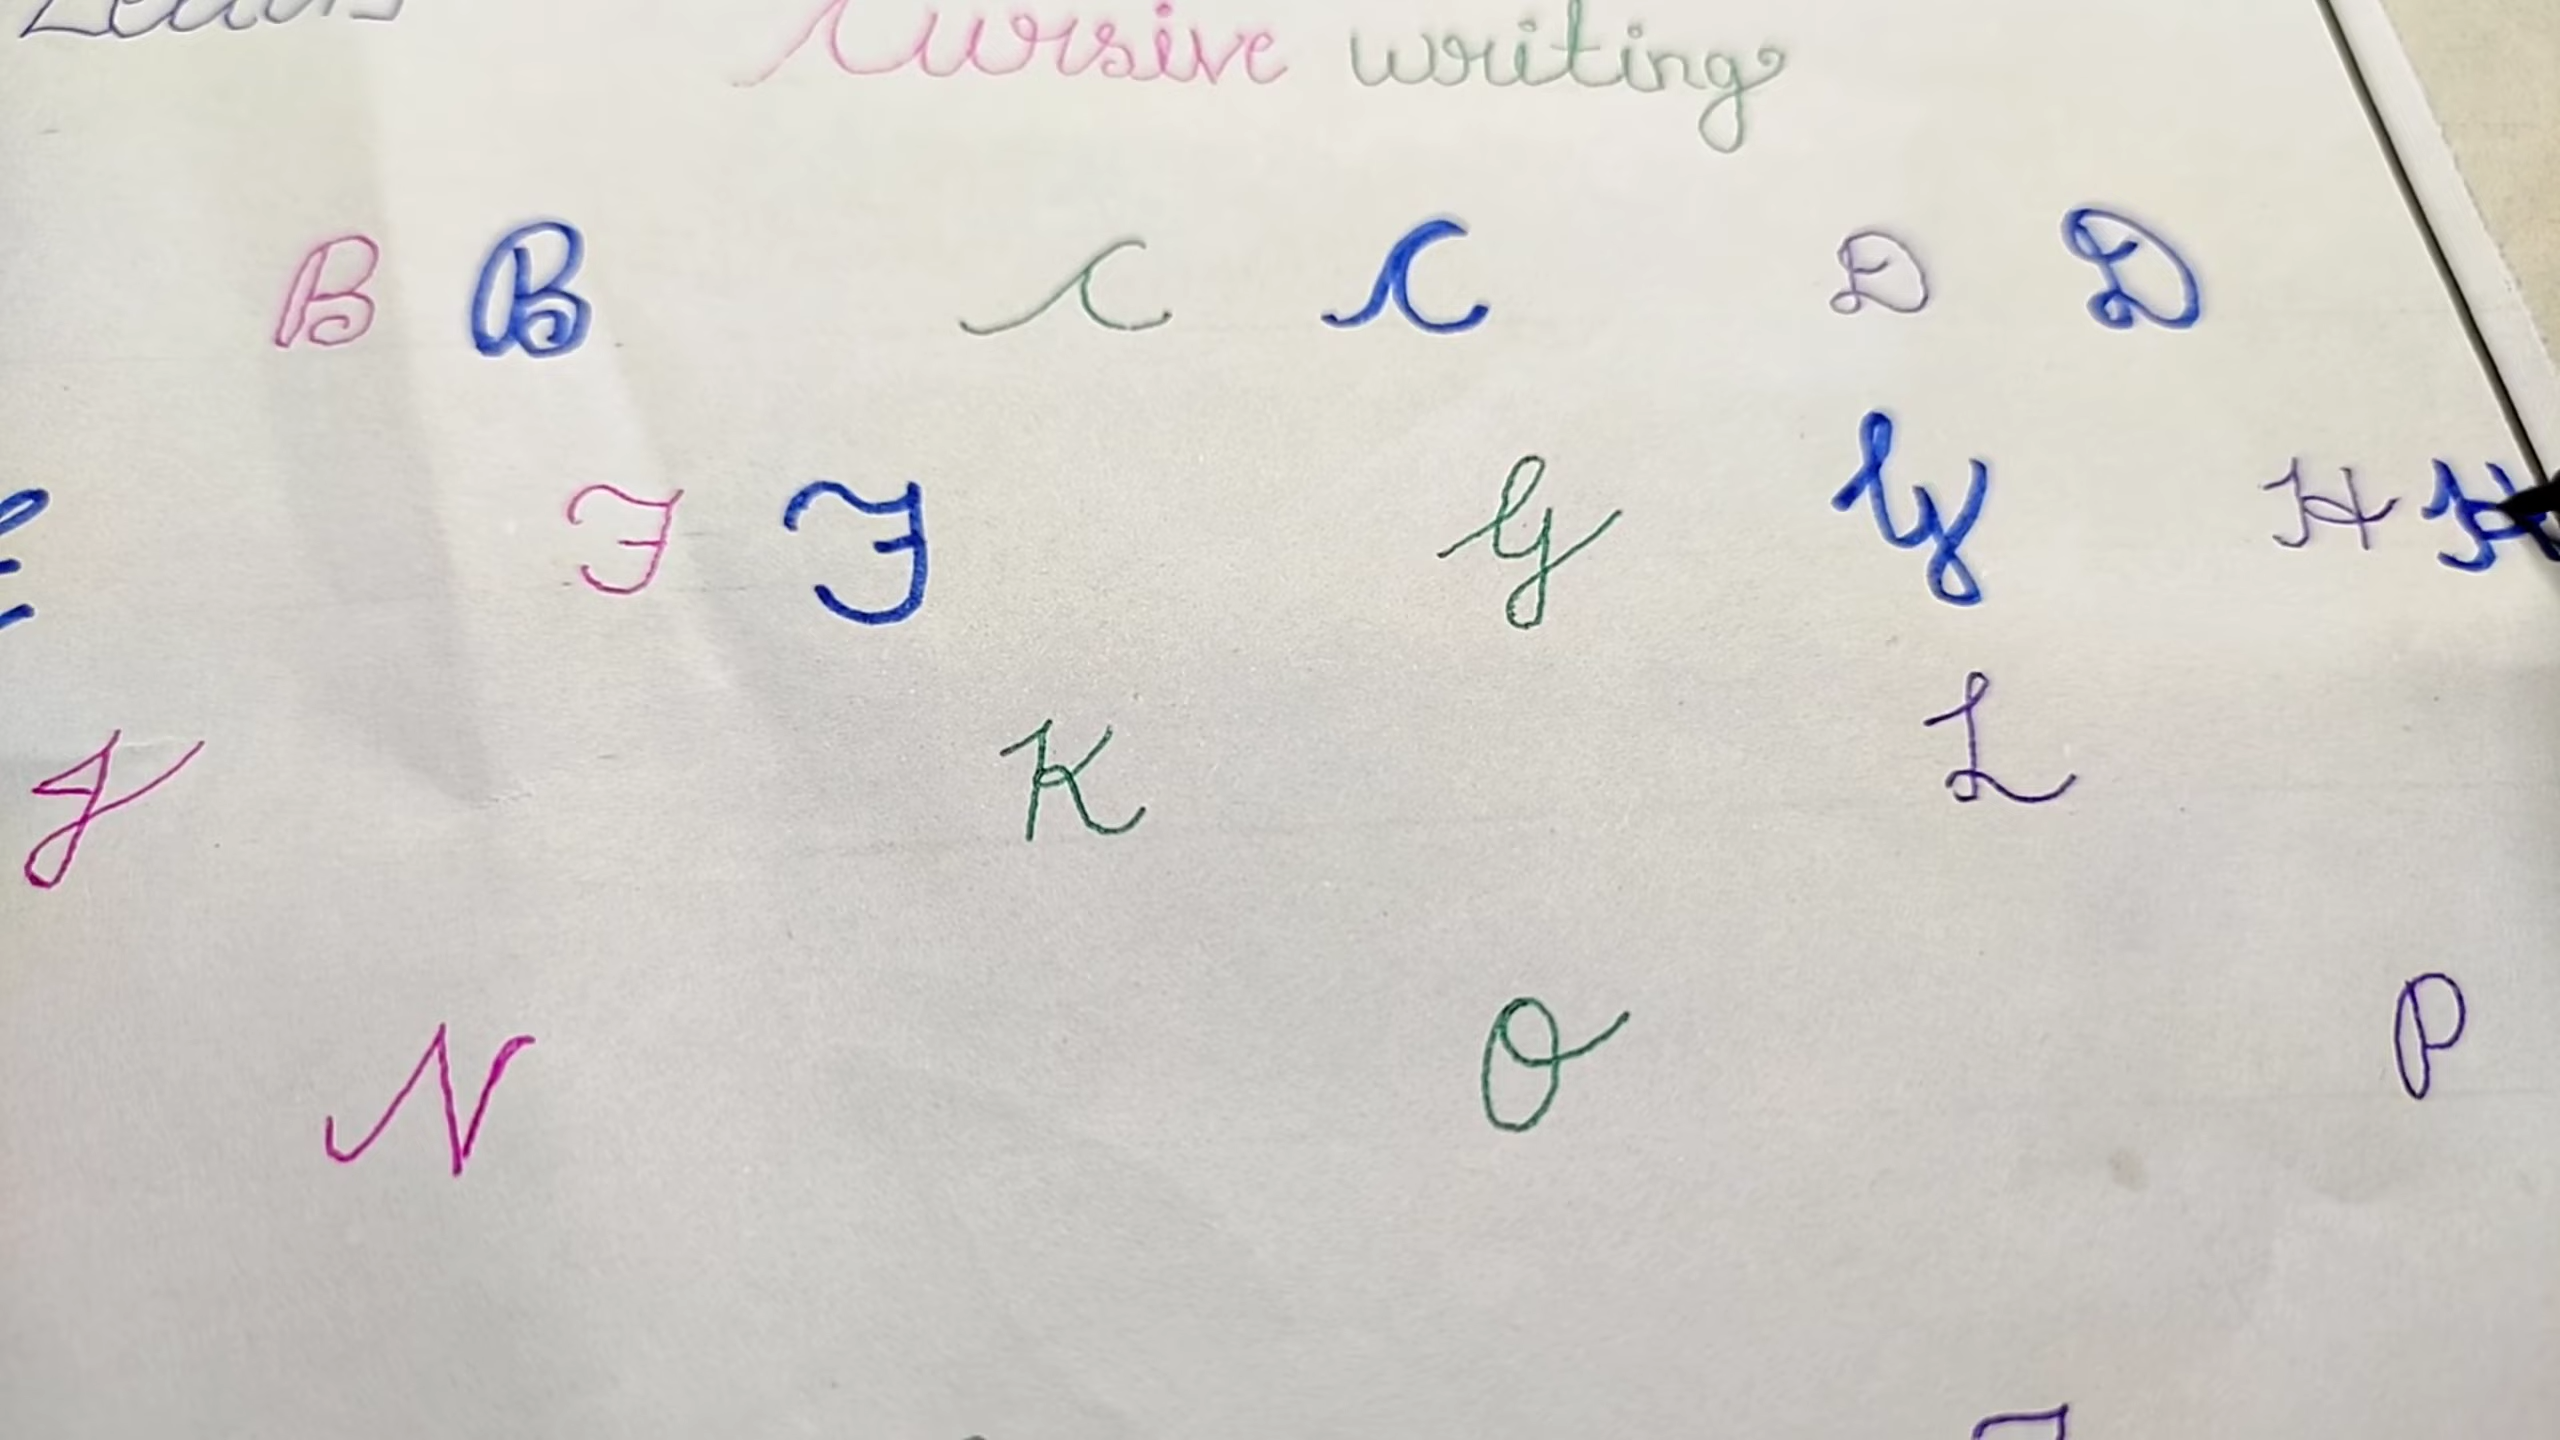 Cursive writing
B B C C D D
F F G G H H
J K L
N O P